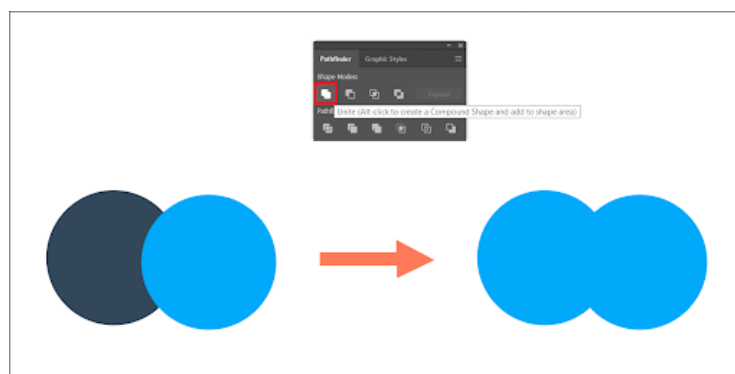 Pathfinder Graphic Styles
Shape Modes:
Expand
Unite (Alt-click to create a Compound Shape and add to shape area)